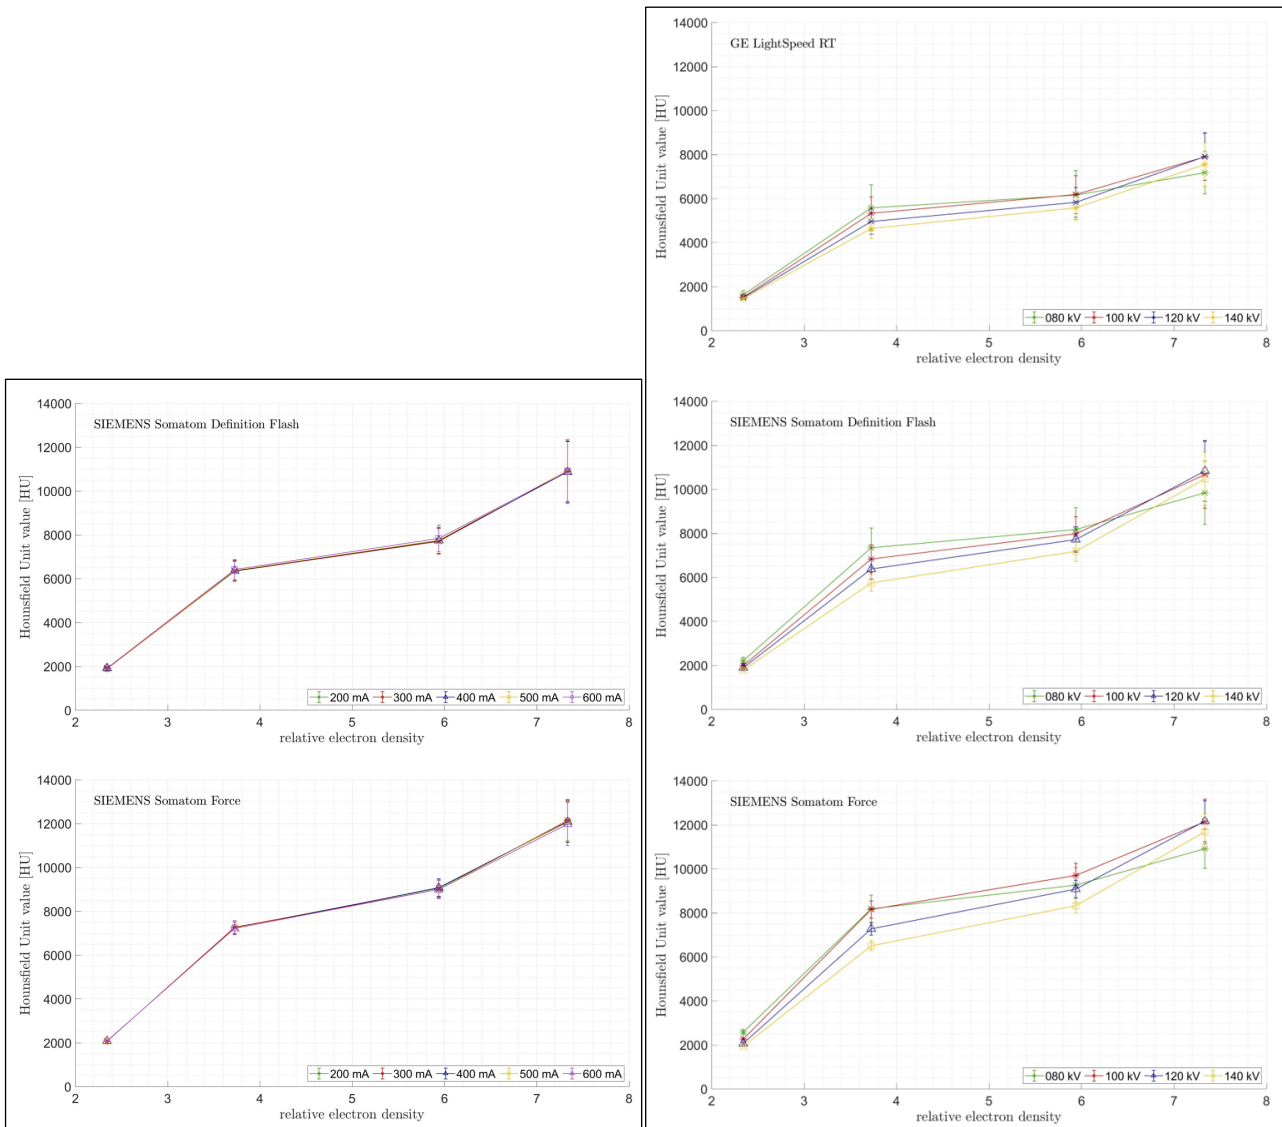 14000
12000
10000
8000
6000
4000
2000
0
GE LightSpeed RT
Hounsfield Unit value [HU]
080 kV 100 kV 120 kV 140 kV
2 3 4 5 6 7 8
relative electron density
14000
12000
10000
8000
6000
4000
2000
0
SIEMENS Somatom Definition Flash
Hounsfield Unit value [HU]
200 mA 300 mA 400 mA 500 mA 600 mA
2 3 4 5 6 7 8
relative electron density
14000
12000
10000
8000
6000
4000
2000
0
SIEMENS Somatom Definition Flash
Hounsfield Unit value [HU]
080 kV 100 kV 120 kV 140 kV
2 3 4 5 6 7 8
relative electron density
14000
12000
10000
8000
6000
4000
2000
0
SIEMENS Somatom Force
Hounsfield Unit value [HU]
200 mA 300 mA 400 mA 500 mA 600 mA
2 3 4 5 6 7 8
relative electron density
14000
12000
10000
8000
6000
4000
2000
0
SIEMENS Somatom Force
Hounsfield Unit value [HU]
080 kV 100 kV 120 kV 140 kV
2 3 4 5 6 7 8
relative electron density